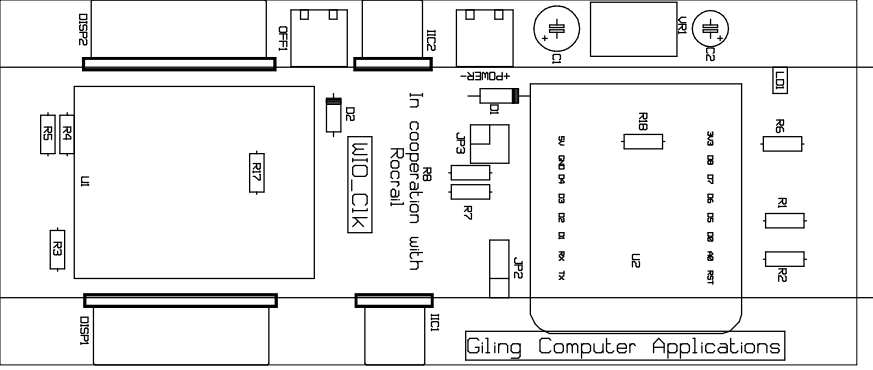 DISP2
OFF1
IIC2
+POWER-
C1
VR1
C2
LD1
D2
D1
R5
R4
R17
U1
R3
WIO_C1k
In cooperation with
Rocrail
R8
R7
JP3
JP2
R18
5V
GND
D4
D3
D2
D1
RX
TX
3V3
D8
D7
D6
D5
D0
A0
RST
U2
R6
R1
R2
DISP1
IIC1
Giling Computer Applications